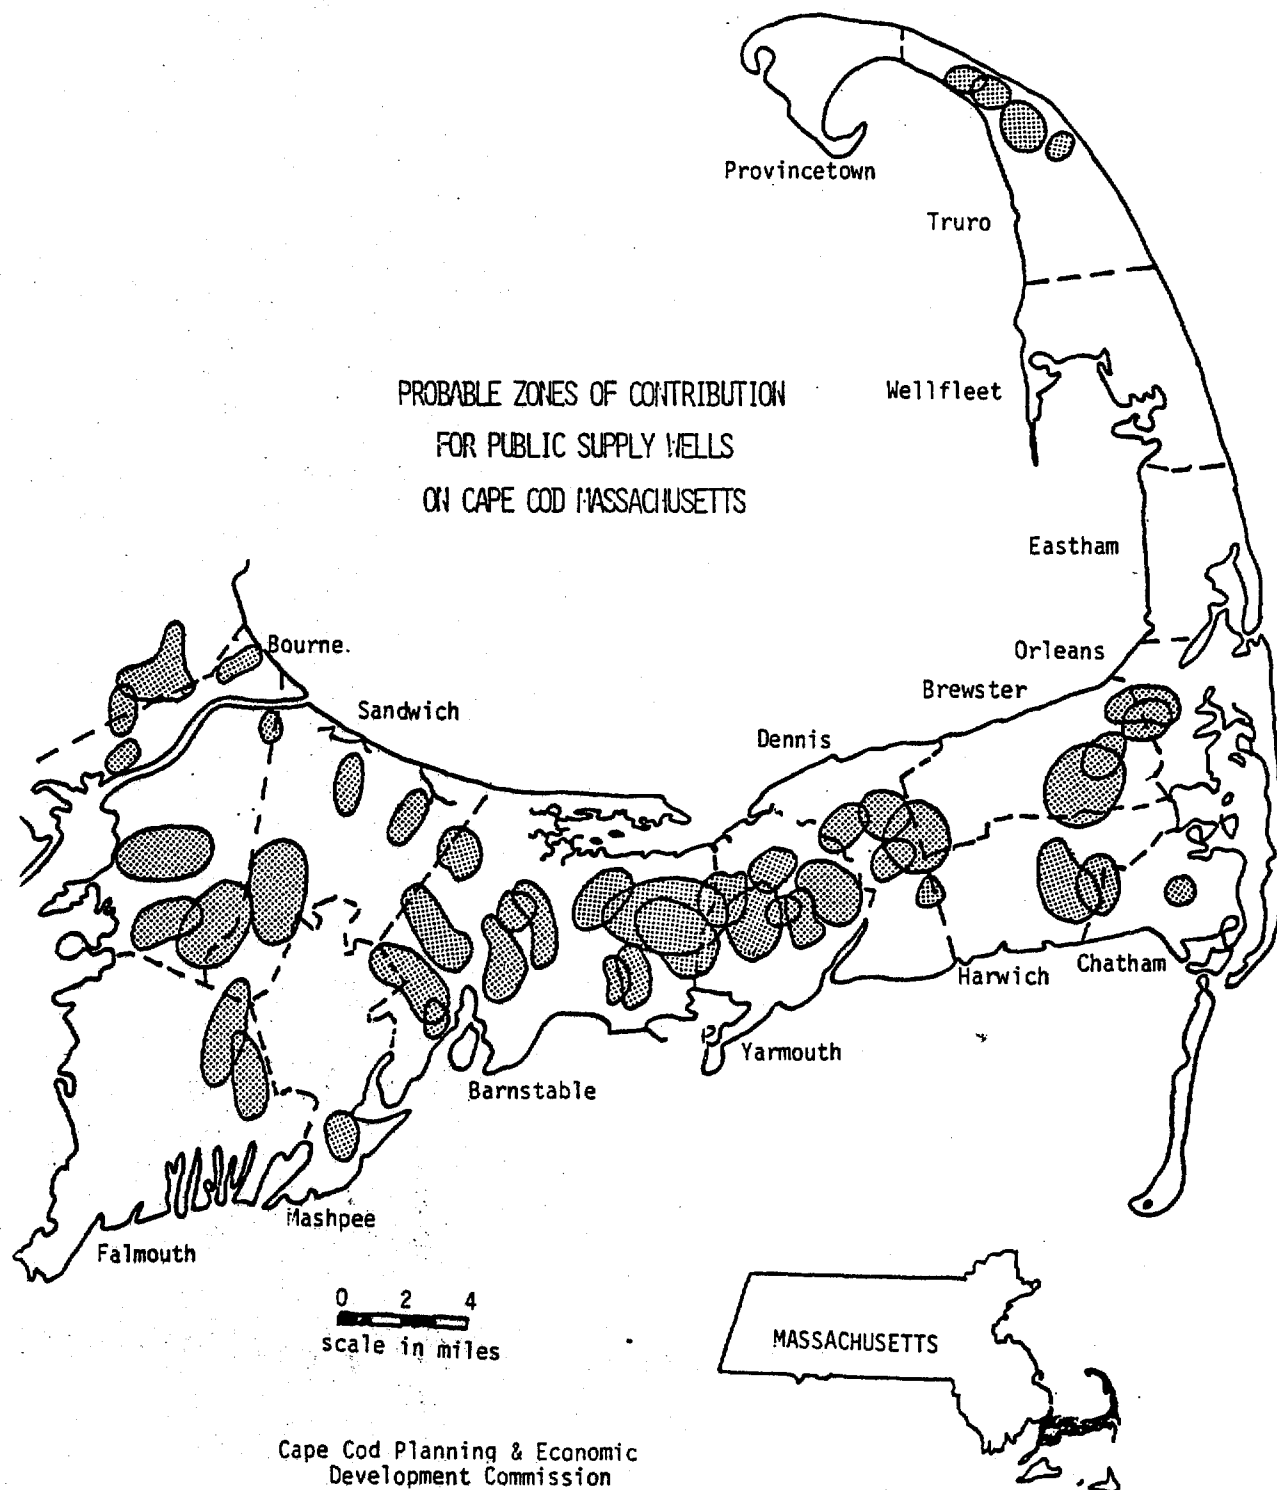 Provincetown
Truro
PROBABLE ZONES OF CONTRIBUTION
FOR PUBLIC SUPPLY WELLS
ON CAPE COD MASSACHUSETTS
Wellfleet
Eastham
Bourne.
Orleans
Brewster
Sandwich
Dennis
Harwich
Chatham
Yarmouth
Barnstable
Mashpee
Falmouth
0 2 4
scale in miles
MASSACHUSETTS
Cape Cod Planning & Economic
Development Commission